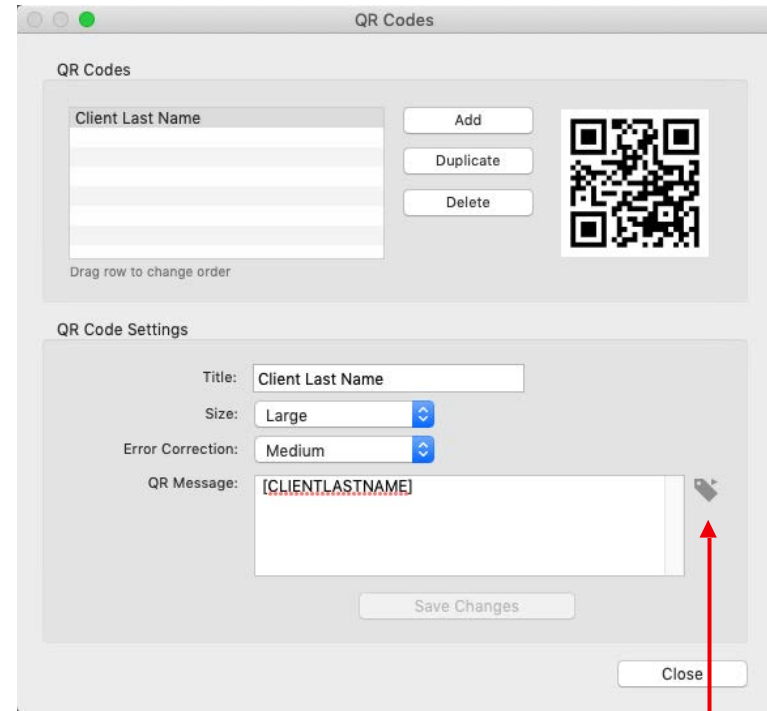 QR Codes
QR Codes
Client Last Name
Add
Duplicate
Delete
Drag row to change order
QR Code Settings
Title: Client Last Name
Size: Large
Error Correction: Medium
QR Message: [CLIENTLASTNAME]
Save Changes
Close